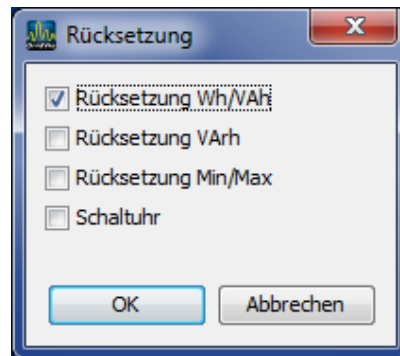 Rücksetzung
Rücksetzung Wh/VAh
Rücksetzung VArh
Rücksetzung Min/Max
Schaltuhr
OK
Abbrechen